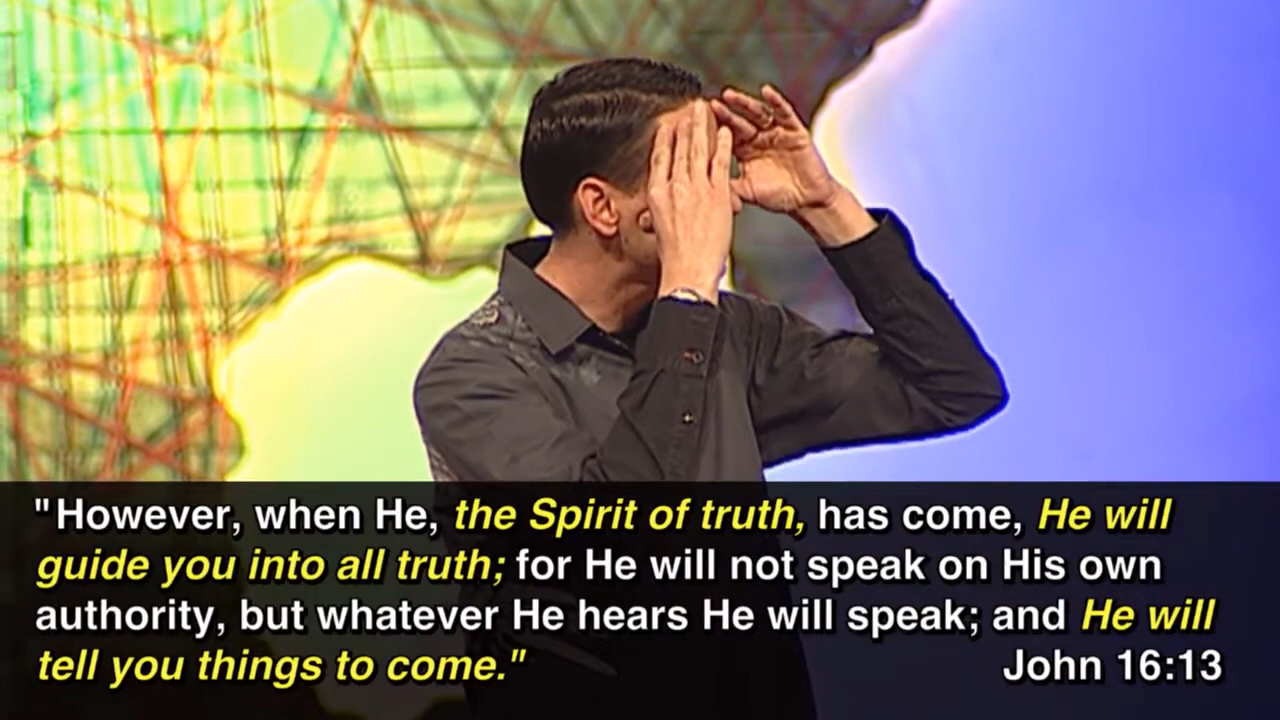 "However, when He, the Spirit of truth, has come, He will
guide you into all truth; for He will not speak on His own
authority, but whatever He hears He will speak; and He will
tell you things to come."
John 16:13